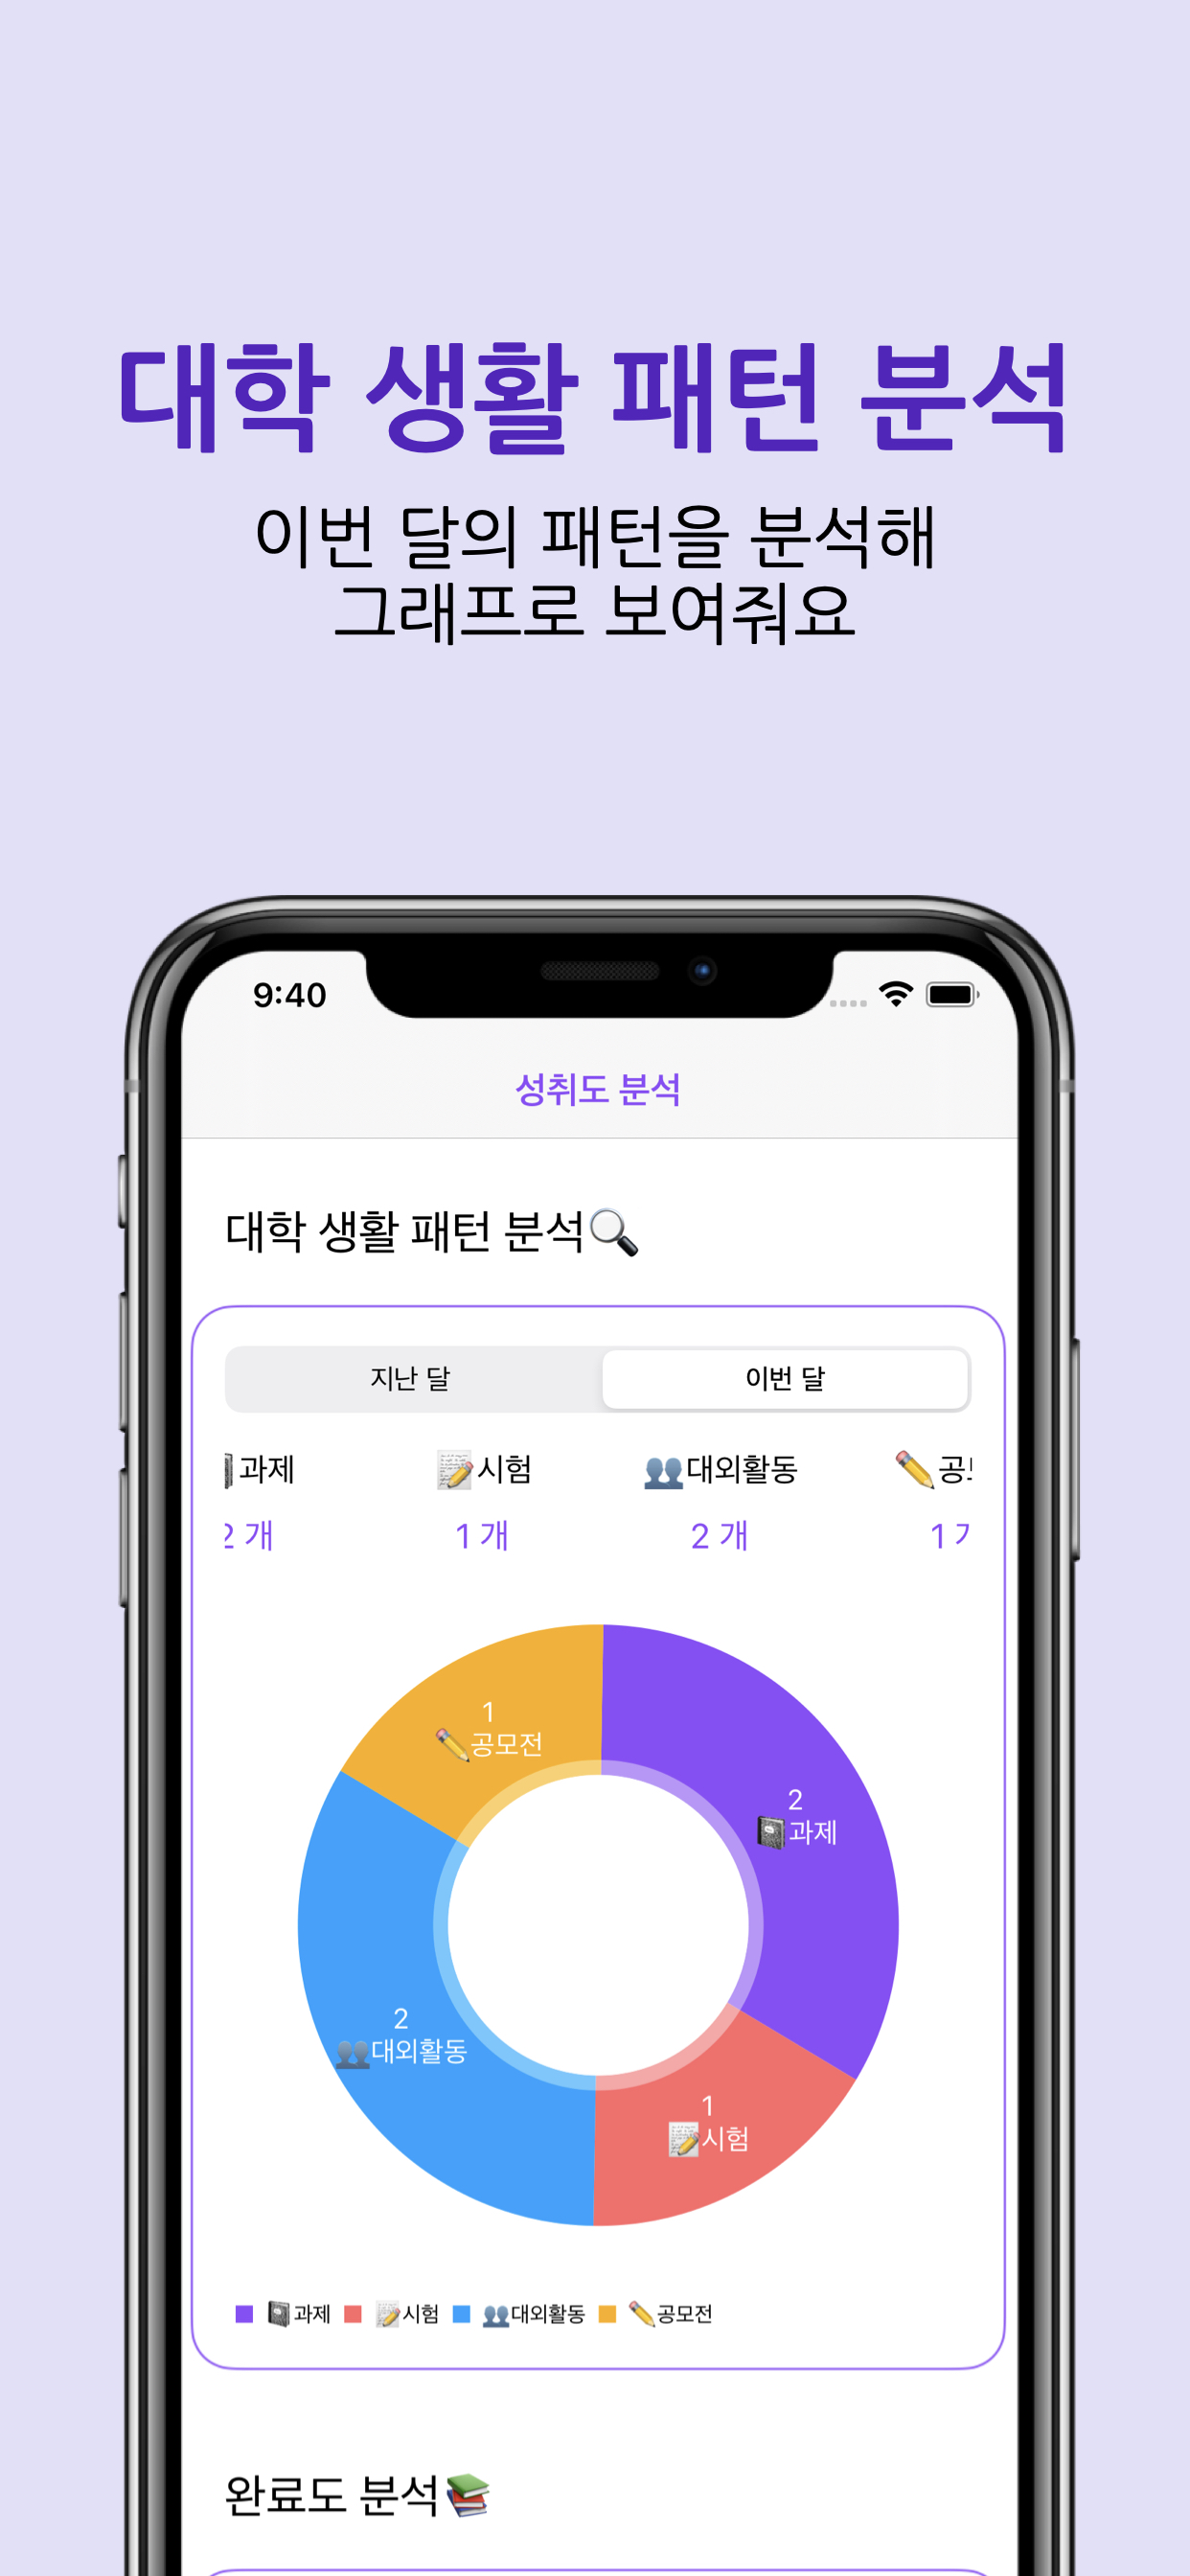 대학 생활 패턴 분석
이번 달의 패턴을 분석해
그래프로 보여줘요
9:40
성취도 분석
대학 생활 패턴 분석🔍
지난 달 이번 달
과제 📝시험 👥대외활동 ✏️공
2 개 1 개 2 개 1
1
✏️공모전
2
📓과제
2
👥대외활동
1
📝시험
📓과제 📝시험 👥대외활동 ✏️공모전
완료도 분석📚